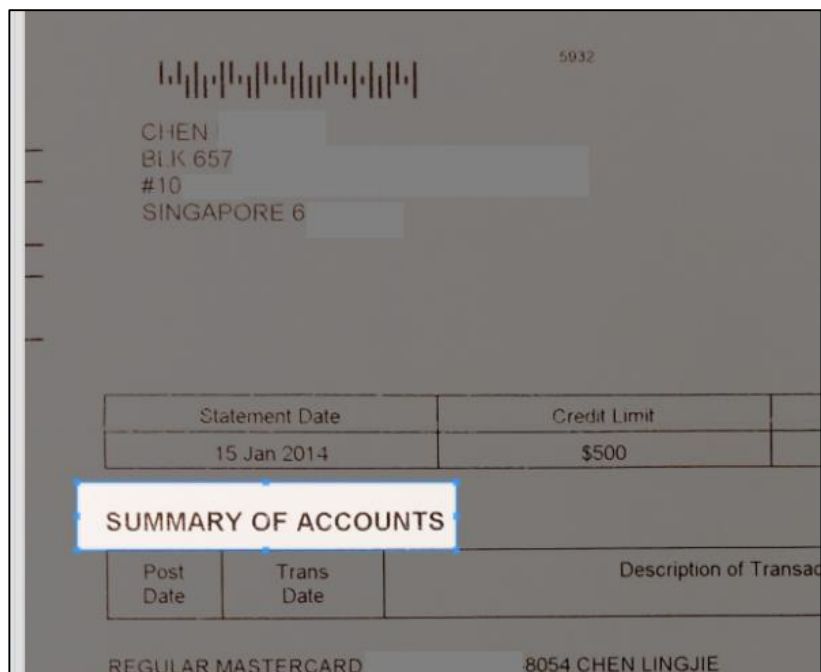 5932
CHEN
BLK 657
#10
SINGAPORE 6
Statement Date Credit Limit
15 Jan 2014 $500
SUMMARY OF ACCOUNTS
Post Date Trans Date Description of Transac
REGULAR MASTERCARD 8054 CHEN LINGJIE